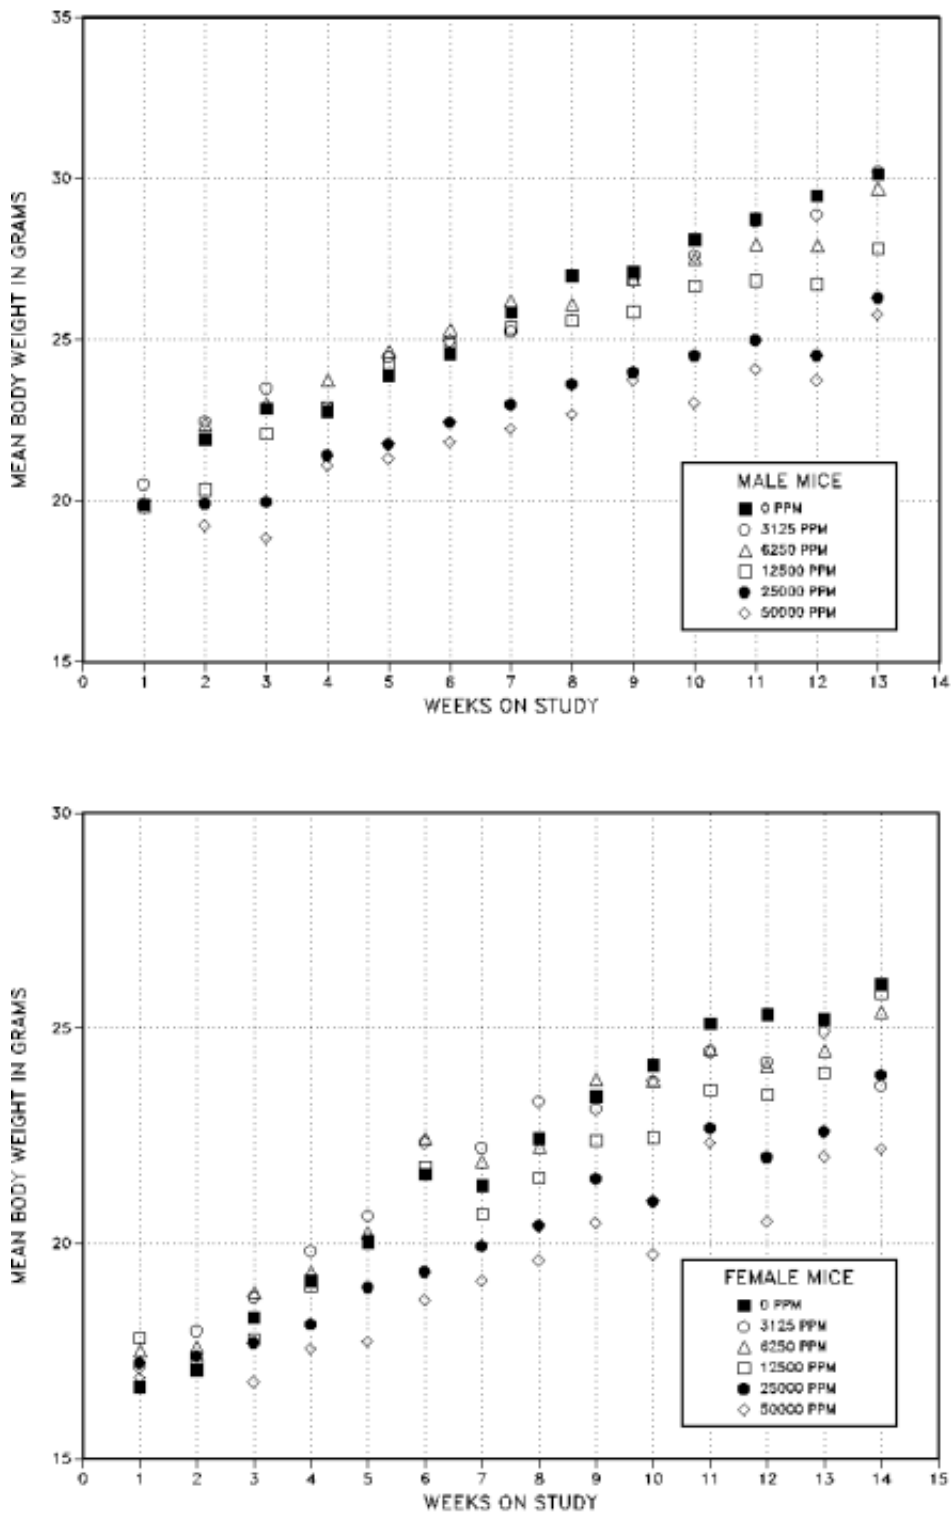 35
30
25
20
15
MEAN BODY WEIGHT IN GRAMS
MALE MICE
0 PPM
3125 PPM
6250 PPM
12500 PPM
25000 PPM
50000 PPM
0 1 2 3 4 5 6 7 8 9 10 11 12 13 14
WEEKS ON STUDY
30
25
20
15
MEAN BODY WEIGHT IN GRAMS
FEMALE MICE
0 PPM
3125 PPM
6250 PPM
12500 PPM
25000 PPM
50000 PPM
0 1 2 3 4 5 6 7 8 9 10 11 12 13 14 15
WEEKS ON STUDY